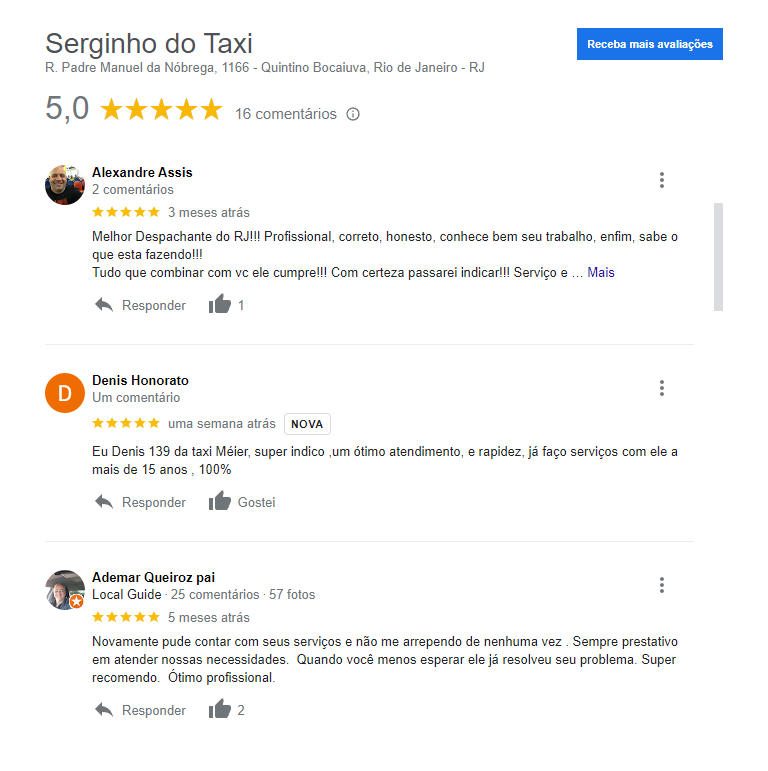 Serginho do Taxi
Receba mais avaliações
R. Padre Manuel da Nóbrega, 1166 - Quintino Bocaiuva, Rio de Janeiro - RJ
5,0 16 comentários
Alexandre Assis
2 comentários
3 meses atrás
Melhor Despachante do RJ!!! Profissional, correto, honesto, conhece bem seu trabalho, enfim, sabe o
que esta fazendo!!!
Tudo que combinar com vc ele cumpre!!! Com certeza passarei indicar!!! Serviço e … Mais
Responder 1
D
Denis Honorato
Um comentário
uma semana atrás NOVA
Eu Denis 139 da taxi Méier, super indico ,um ótimo atendimento, e rapidez, já faço serviços com ele a
mais de 15 anos , 100%
Responder Gostei
Ademar Queiroz pai
Local Guide · 25 comentários · 57 fotos
5 meses atrás
Novamente pude contar com seus serviços e não me arrependo de nenhuma vez . Sempre prestativo
em atender nossas necessidades.  Quando você menos esperar ele já resolveu seu problema. Super
recomendo.  Ótimo profissional.
Responder 2